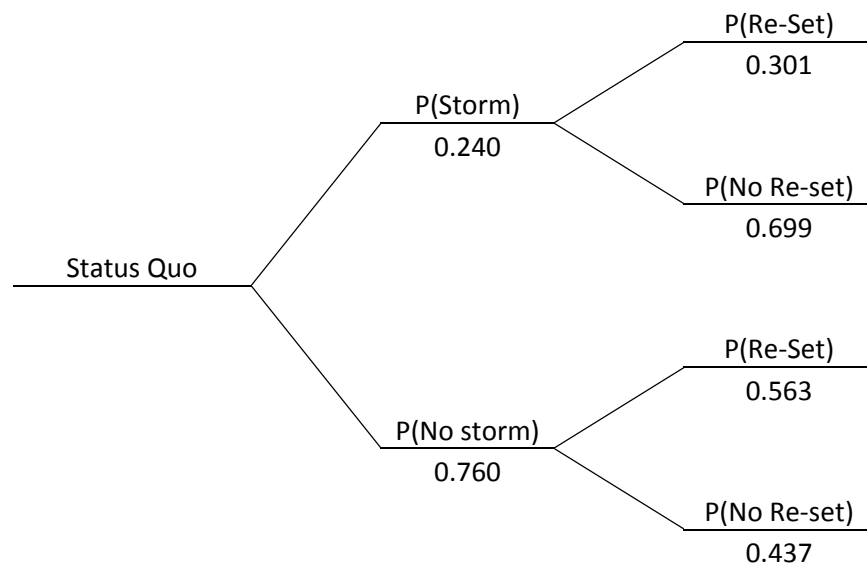 P(Re-Set)
0.301
P(Storm)
0.240
P(No Re-set)
0.699
Status Quo
P(Re-Set)
0.563
P(No storm)
0.760
P(No Re-set)
0.437